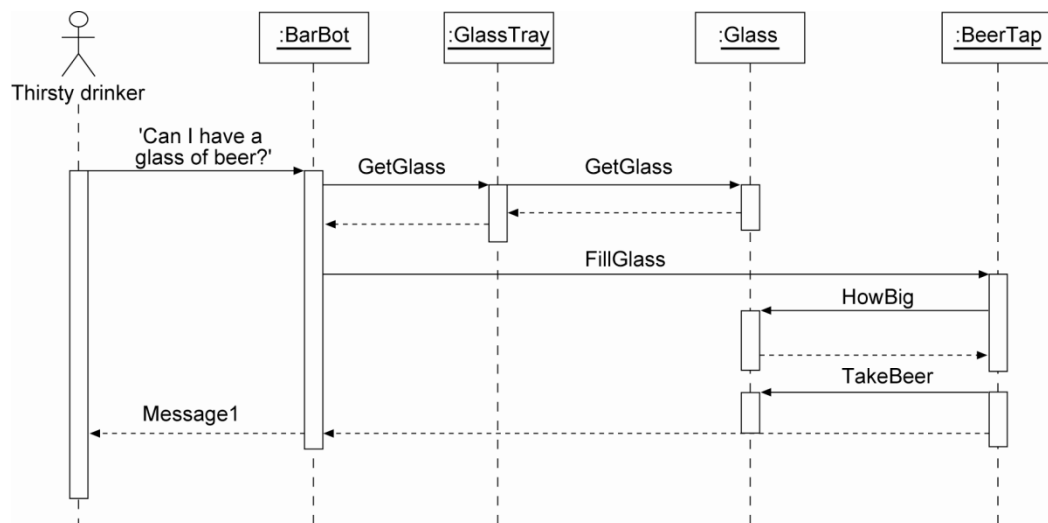 :BarBot
:GlassTray
:Glass
:BeerTap
Thirsty drinker
'Can I have a
glass of beer?'
GetGlass
GetGlass
FillGlass
HowBig
TakeBeer
Message1